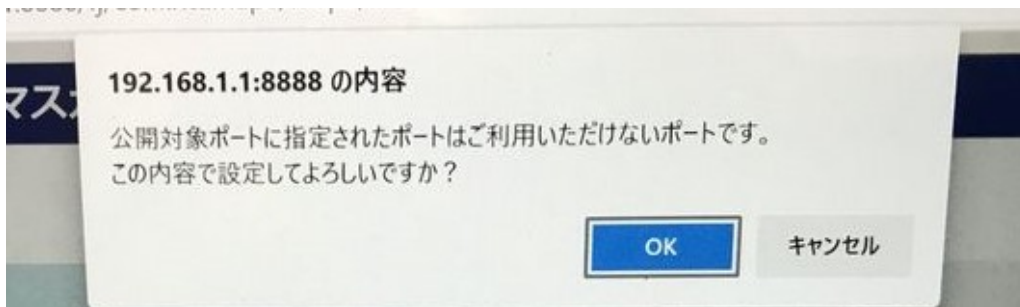 192.168.1.1:8888 の内容
マスカ
公開対象ポートに指定されたポートはご利用いただけないポートです。
この内容で設定してよろしいですか？
OK
キャンセル